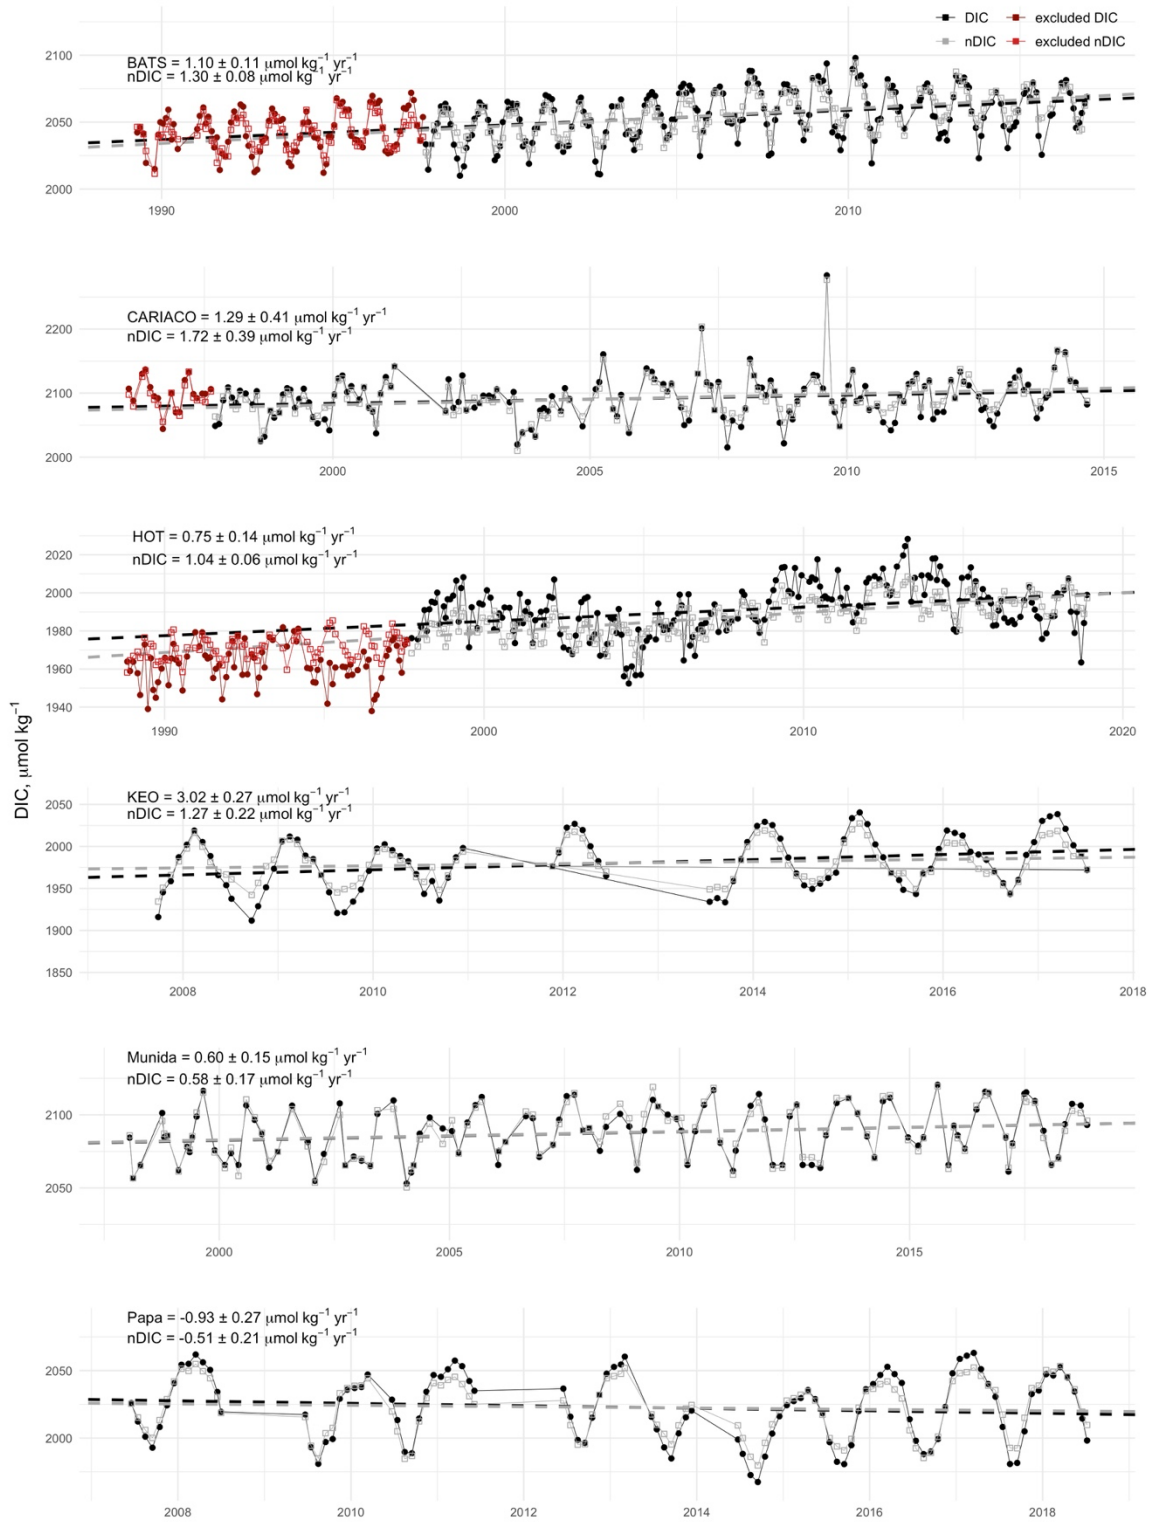 DIC excluded DIC
nDIC excluded nDIC
DIC, μmol kg⁻¹
BATS = 1.10 ± 0.11 μmol kg⁻¹ yr⁻¹
nDIC = 1.30 ± 0.08 μmol kg⁻¹ yr⁻¹
2100
2050
2000
1990 2000 2010
CARIACO = 1.29 ± 0.41 μmol kg⁻¹ yr⁻¹
nDIC = 1.72 ± 0.39 μmol kg⁻¹ yr⁻¹
2200
2100
2000
2000 2005 2010 2015
HOT = 0.75 ± 0.14 μmol kg⁻¹ yr⁻¹
nDIC = 1.04 ± 0.06 μmol kg⁻¹ yr⁻¹
2020
2000
1980
1960
1940
1990 2000 2010 2020
KEO = 3.02 ± 0.27 μmol kg⁻¹ yr⁻¹
nDIC = 1.27 ± 0.22 μmol kg⁻¹ yr⁻¹
2050
2000
1950
1900
1850
2008 2010 2012 2014 2016 2018
Munida = 0.60 ± 0.15 μmol kg⁻¹ yr⁻¹
nDIC = 0.58 ± 0.17 μmol kg⁻¹ yr⁻¹
2100
2050
2000 2005 2010 2015
Papa = -0.93 ± 0.27 μmol kg⁻¹ yr⁻¹
nDIC = -0.51 ± 0.21 μmol kg⁻¹ yr⁻¹
2050
2000
2008 2010 2012 2014 2016 2018